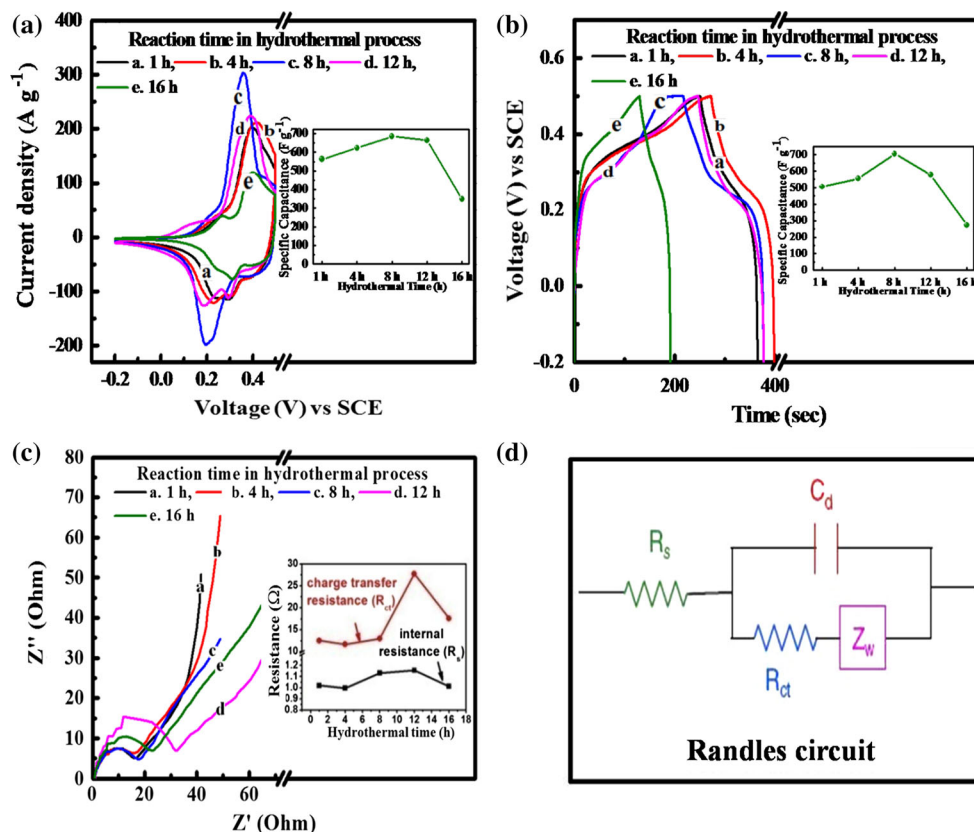 (a)
Reaction time in hydrothermal process
a. 1 h, b. 4 h, c. 8 h, d. 12 h,
e. 16 h
400
300
200
100
0
-100
-200
Current density (A g⁻¹)
-0.2 0.0 0.2 0.4
Voltage (V) vs SCE
c
d
b
e
a
Specific Capacitance (F g⁻¹)
700
600
500
400
300
200
100
0
1 h 4 h 8 h 12 h 16 h
Hydrothermal Time (h)
(b)
Reaction time in hydrothermal process
a. 1 h, b. 4 h, c. 8 h, d. 12 h,
e. 16 h
0.6
0.4
0.2
0.0
-0.2
Voltage (V) vs SCE
0 200 400
Time (sec)
e
c
b
a
d
Specific Capacitance (F g⁻¹)
700
600
500
400
300
200
100
0
1 h 4 h 8 h 12 h 16 h
Hydrothermal Time (h)
(c)
Reaction time in hydrothermal process
a. 1 h, b. 4 h, c. 8 h, d. 12 h
e. 16 h
80
70
60
50
40
30
20
10
0
Z'' (Ohm)
0 20 40 60
Z' (Ohm)
b
a
c
e
d
Resistance (Ω)
30
25
20
15
10
1.2
1.1
1.0
0.9
0.8
charge transfer
resistance (Rct)
internal
resistance (Rs)
0 2 4 6 8 10 12 14 16 18
Hydrothermal time (h)
(d)
Cd
Rs
Zw
Rct
Randles circuit